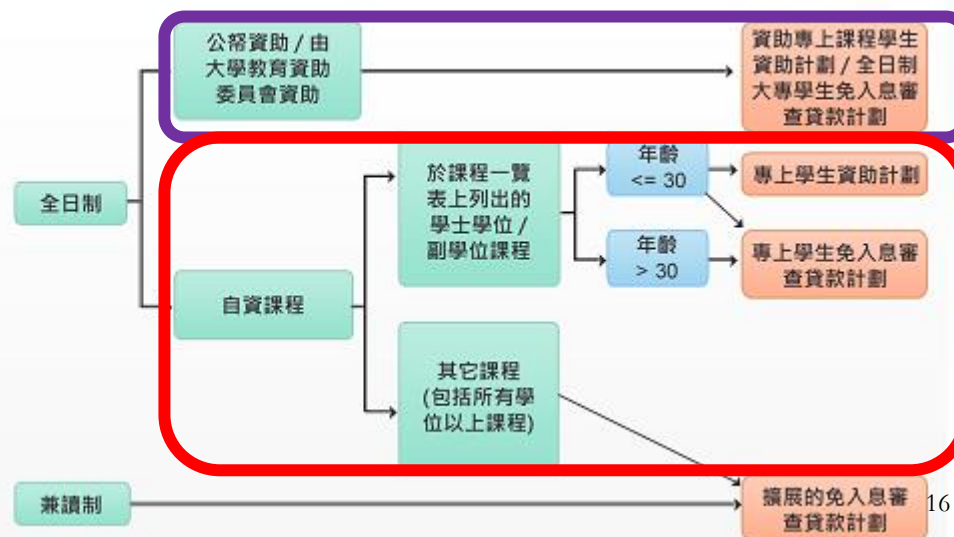 公帑資助 / 由
大學教育資助
委員會資助
資助專上課程學生
資助計劃 / 全日制
大專學生免入息審
查貸款計劃
全日制
於課程一覽
表上列出的
學士學位 /
副學位課程
年齡
<= 30
專上學生資助計劃
年齡
> 30
專上學生免入息審
查貸款計劃
自資課程
其它課程
(包括所有學
位以上課程)
兼讀制
擴展的免入息審
查貸款計劃
16